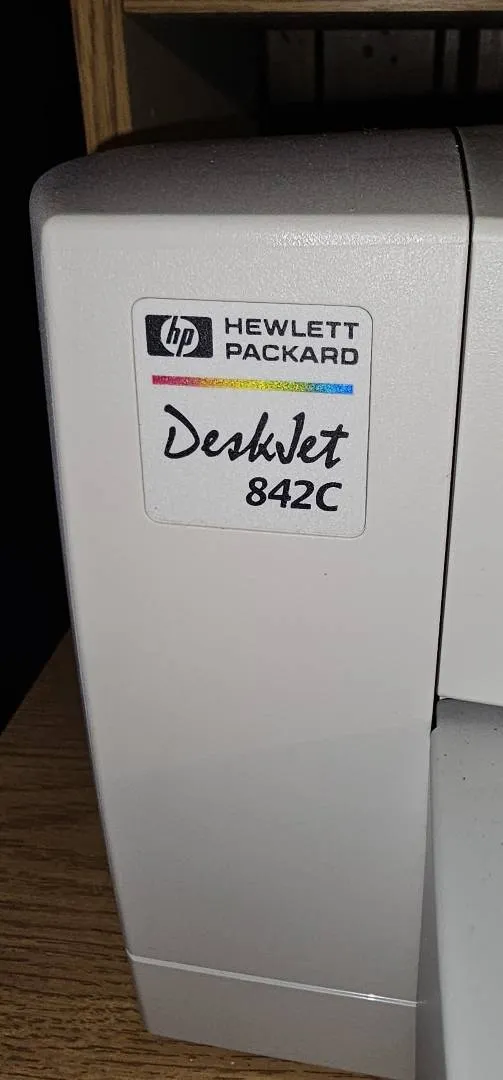 hp HEWLETT
PACKARD
DeskJet
842C